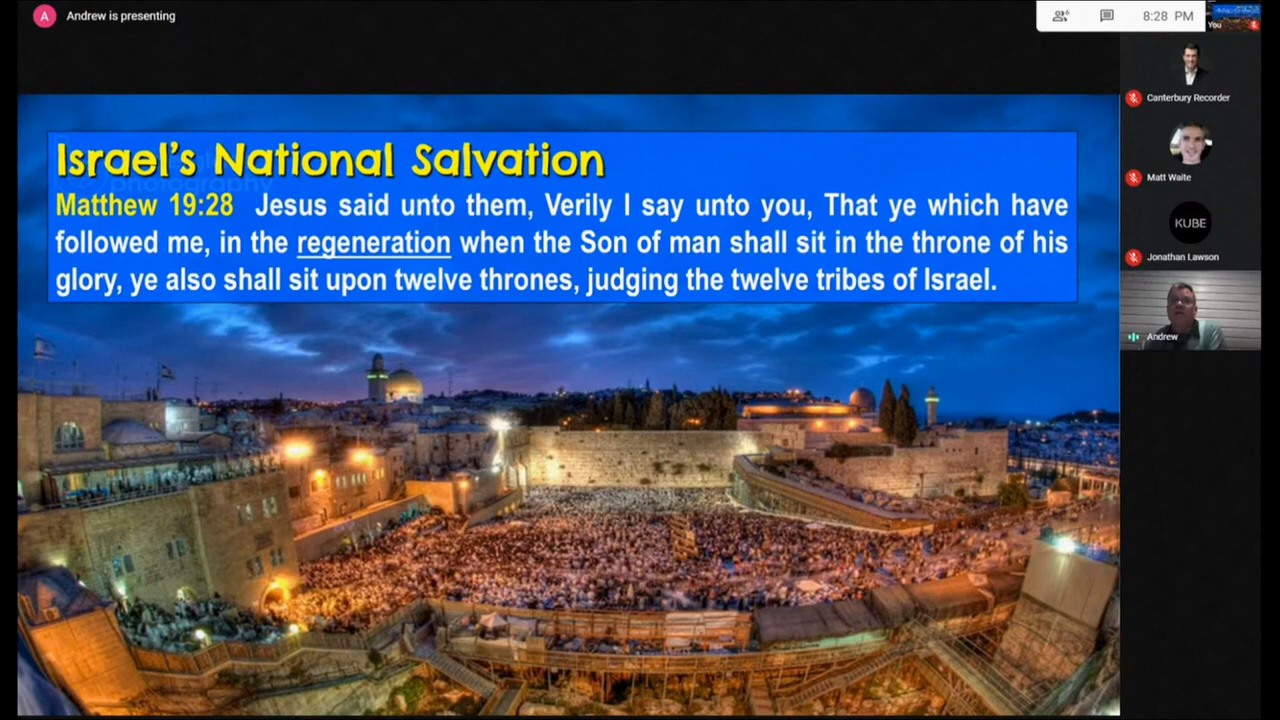 A
Andrew is presenting
6
8:28 PM
You
Canterbury Recorder
Matt Waite
KUBE
Jonathan Lawson
Andrew
Israel's National Salvation
photography
Matthew 19:28 Jesus said unto them, Verily I say unto you, That ye which have
followed me, in the regeneration when the Son of man shall sit in the throne of his
glory, ye also shall sit upon twelve thrones, judging the twelve tribes of Israel.